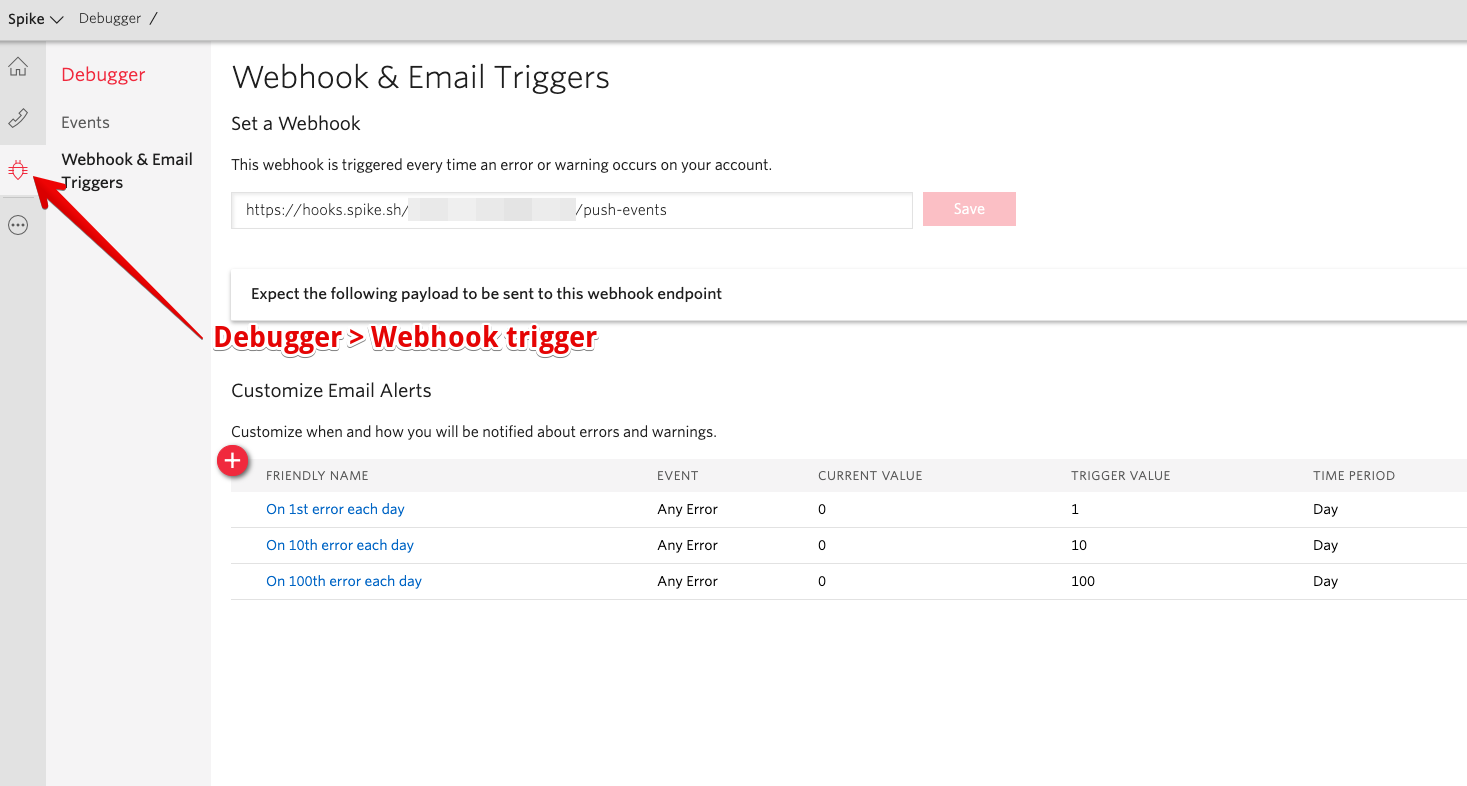 Spike Debugger /
Debugger
Events
Webhook & Email
Triggers
Webhook & Email Triggers
Set a Webhook
This webhook is triggered every time an error or warning occurs on your account.
https://hooks.spike.sh/ /push-events
Save
Expect the following payload to be sent to this webhook endpoint
Debugger > Webhook trigger
Customize Email Alerts
Customize when and how you will be notified about errors and warnings.
+
FRIENDLY NAME EVENT CURRENT VALUE TRIGGER VALUE TIME PERIOD
On 1st error each day Any Error 0 1 Day
On 10th error each day Any Error 0 10 Day
On 100th error each day Any Error 0 100 Day